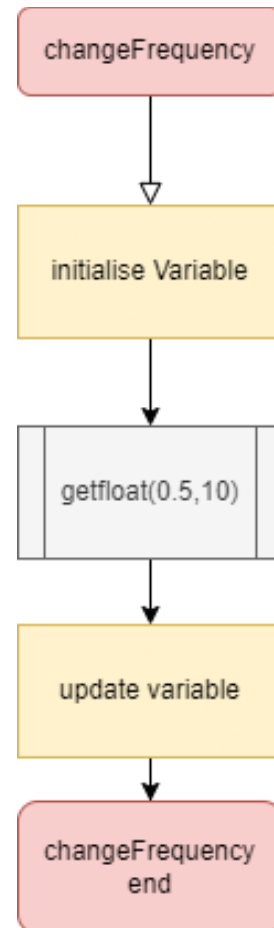 changeFrequency
initialise Variable
getfloat(0.5,10)
update variable
changeFrequency
end